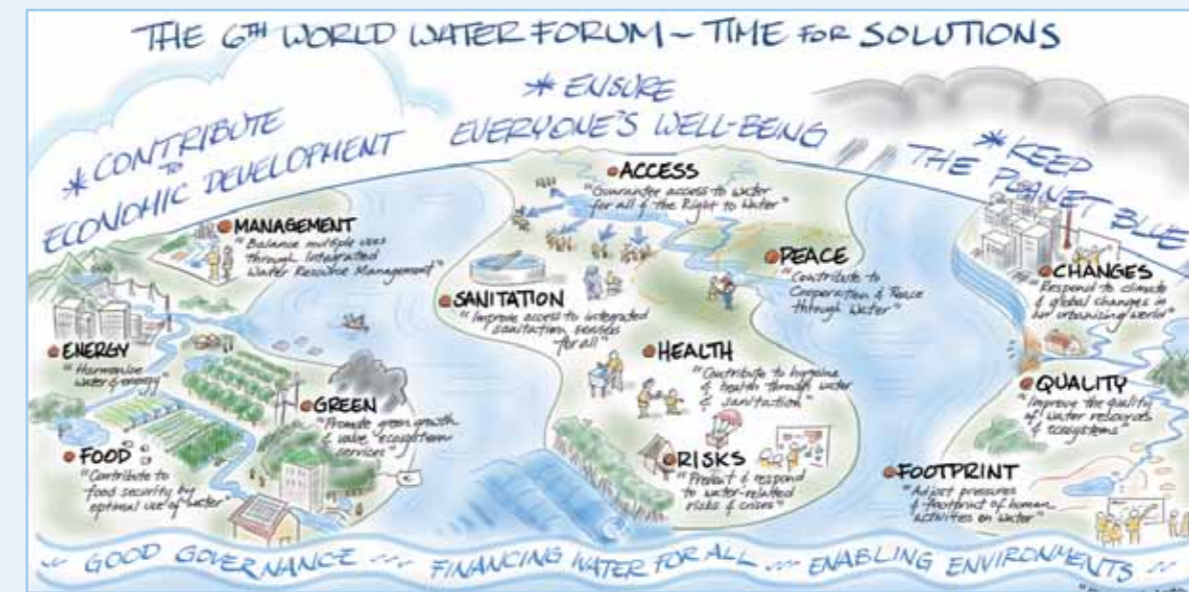 THE 6TH WORLD WATER FORUM ~ TIME FOR SOLUTIONS
* CONTRIBUTE
TO
ECONOMIC DEVELOPMENT
* ENSURE
EVERYONE'S WELL-BEING
* KEEP
THE PLANET BLUE
MANAGEMENT
"Balance multiple uses
through Integrated
Water Resource Management"
ENERGY
"Harmonise
water & energy"
GREEN
"Promote green growth
& value ecosystem
services"
FOOD
"Contribute to
food security by
optimal use of water"
ACCESS
"Guarantee access to water
for all & the Right to Water"
PEACE
"Contribute to
Cooperation & Peace
through Water"
SANITATION
"Improve access to integrated
sanitation services
for all"
HEALTH
"Contribute to hygiene
& health through water
& sanitation"
RISKS
"Prevent & respond
to water-related
risks & crises"
CHANGES
"Respond to climate
& global changes in
an urbanizing world"
QUALITY
"Improve the quality
of water resources
& ecosystems"
FOOTPRINT
"Adjust pressures
& footprint of human
activities on water"
GOOD GOVERNANCE ~ FINANCING WATER FOR ALL ~ ENABLING ENVIRONMENTS